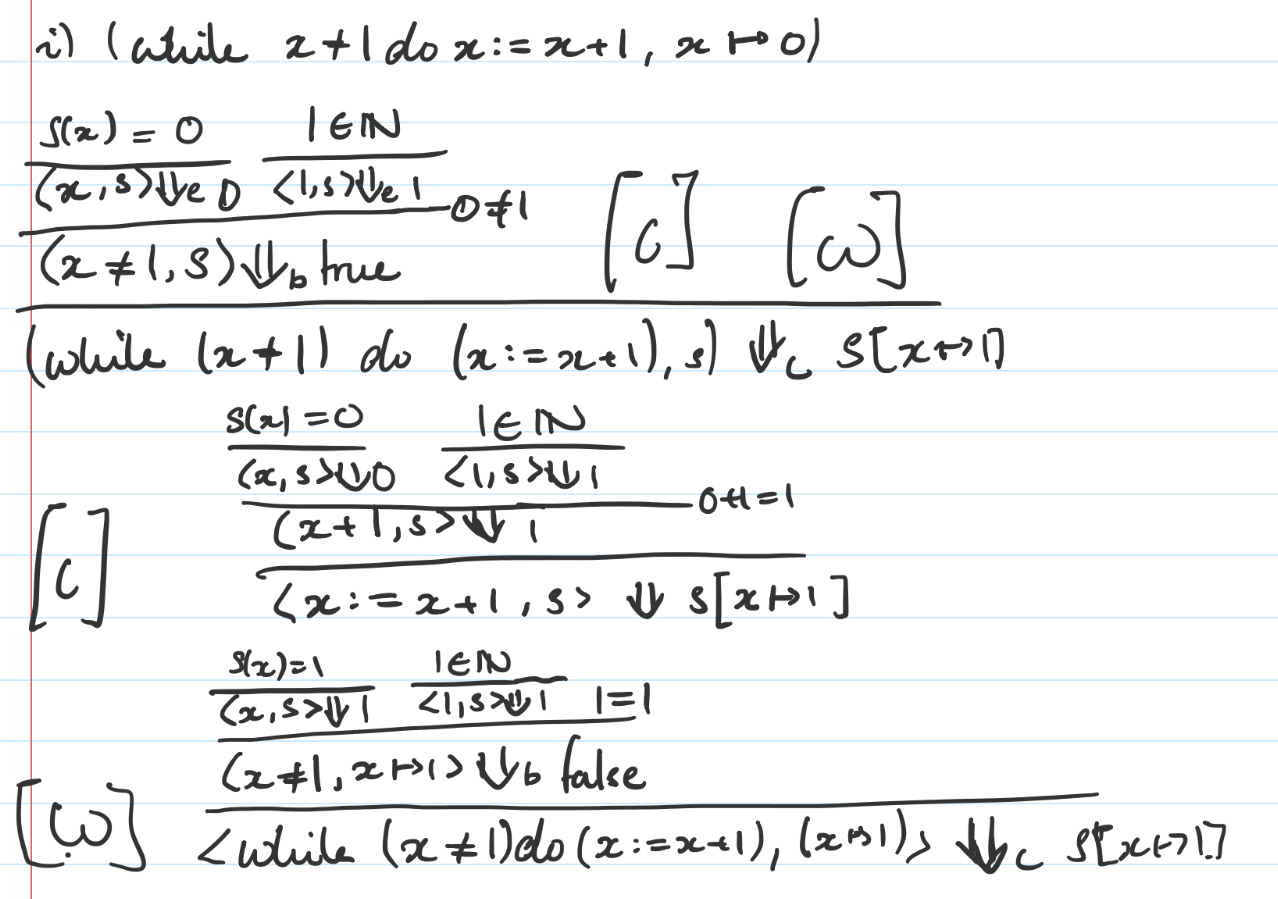 i) (while x≠1 do x:=x+1, x ↦ 0)
s(x) = 0 1 ∈ ℕ
(x, s>⇓e 0 <1, s>⇓e 1 0≠1
(x ≠ 1, s>⇓b true [C] [W]
(while (x≠1) do (x:=x+1), s) ⇓c s[x↦1]
s(x) = 0 1 ∈ ℕ
(x, s>⇓0 <1, s>⇓1
0+1=1
(x+1, s>⇓ 1
[C] <x:= x+1, s> ⇓ s[x↦1]
s(x)=1 1∈ℕ
(x, s>⇓1 <1, s>⇓1 1=1
(x≠1, x↦1> ⇓b false
[W] <while (x≠1) do (x:=x+1), (x↦1)> ⇓c s[x↦1]